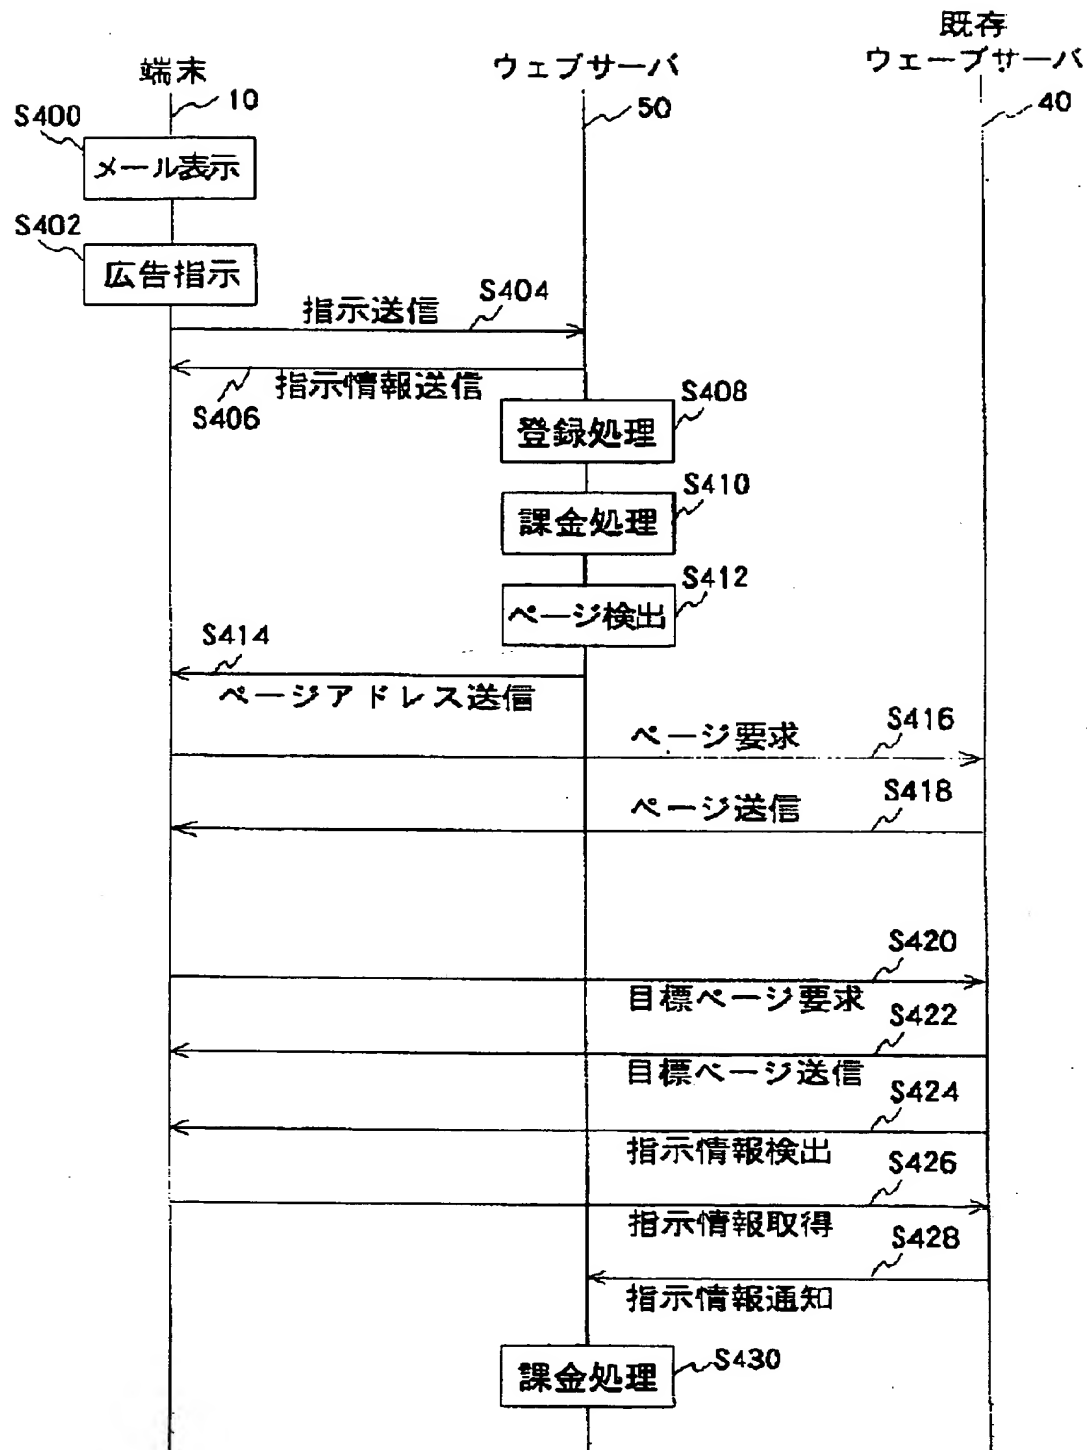 既存
端末
ウェブサーバ
ウェーブサーバ
10
50
40
S400
メール表示
S402
広告指示
指示送信
S404
指示情報送信
S406
S408
登録処理
S410
課金処理
S412
ページ検出
S414
ページアドレス送信
ページ要求
S416
ページ送信
S418
S420
目標ページ要求
S422
目標ページ送信
S424
指示情報検出
S426
指示情報取得
S428
指示情報通知
課金処理
S430